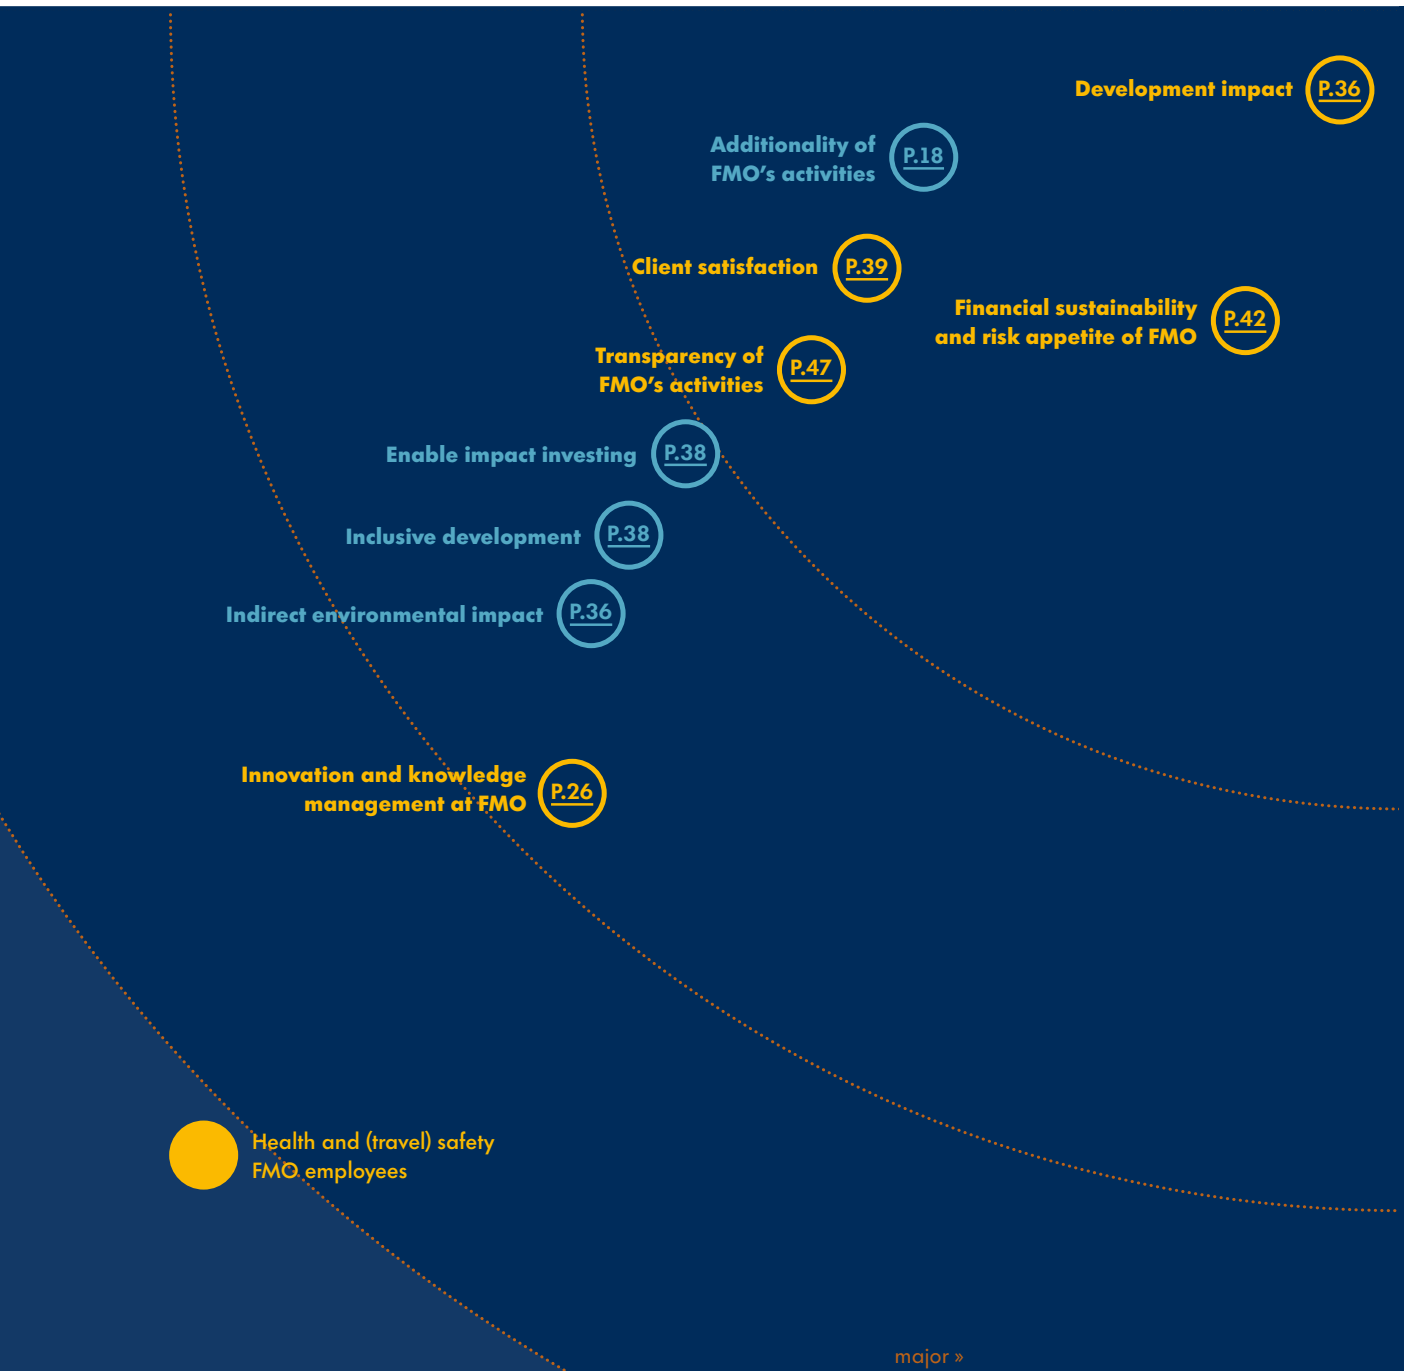 Development impact P.36
Additionality of
FMO's activities P.18
Client satisfaction P.39
Financial sustainability
and risk appetite of FMO P.42
Transparency of
FMO's activities P.47
Enable impact investing P.38
Inclusive development P.38
Indirect environmental impact P.36
Innovation and knowledge
management at FMO P.26
Health and (travel) safety
FMO employees
major »